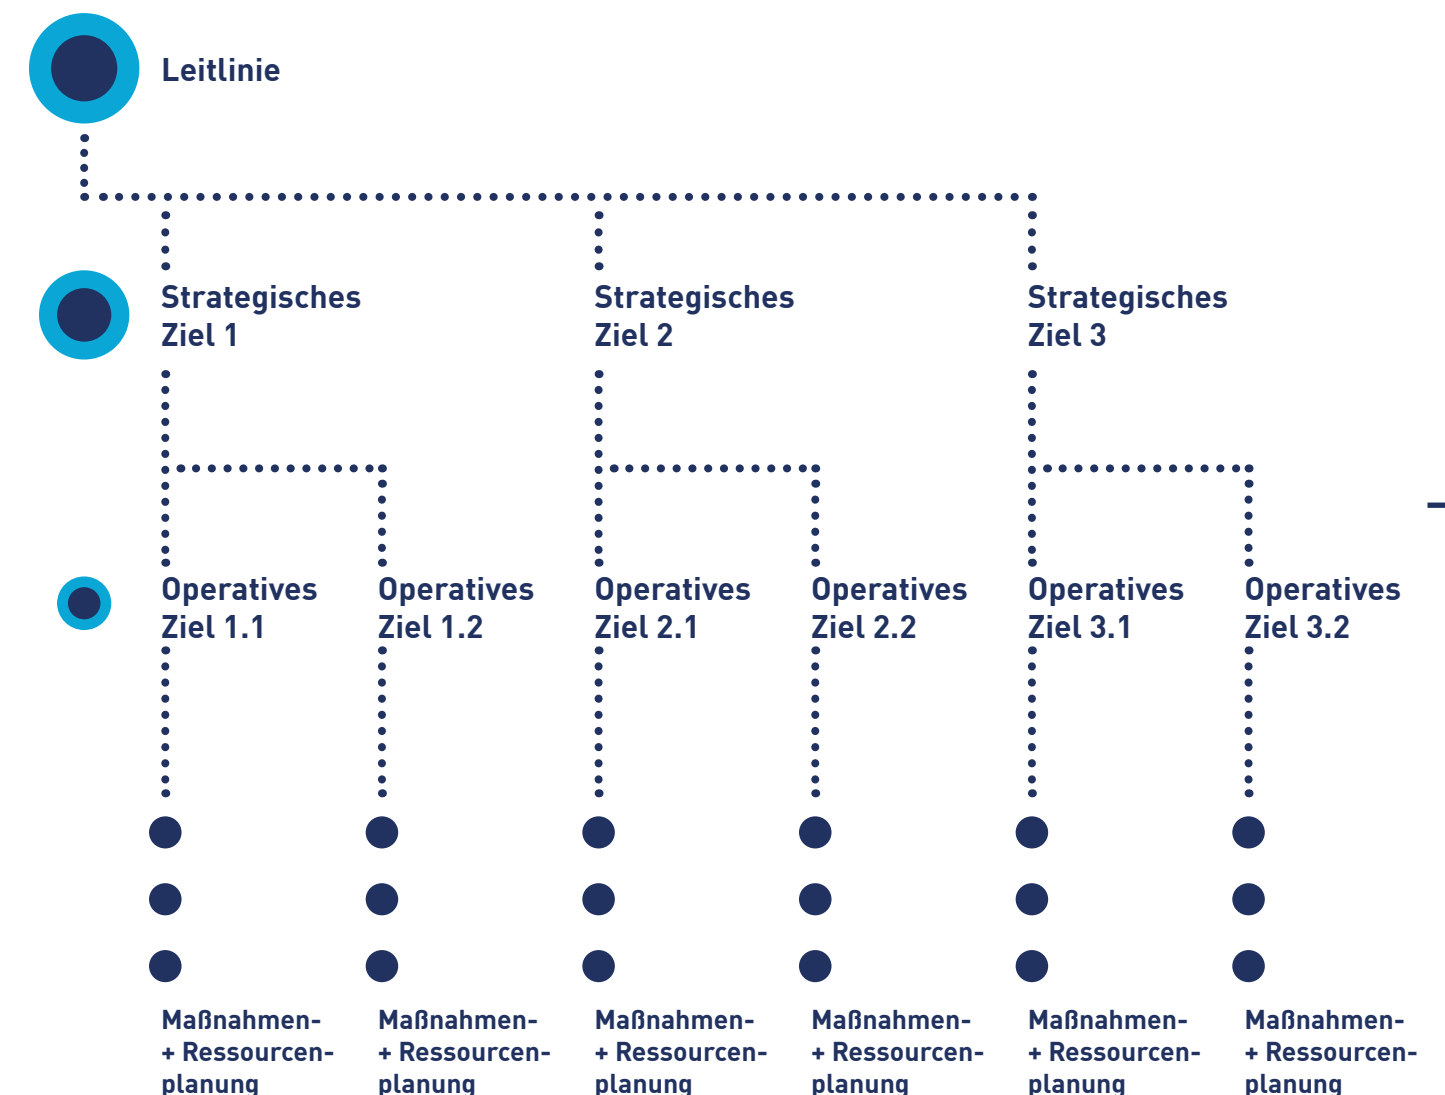 Leitlinie
Strategisches
Ziel 1
Strategisches
Ziel 2
Strategisches
Ziel 3
Operatives
Ziel 1.1
Operatives
Ziel 1.2
Operatives
Ziel 2.1
Operatives
Ziel 2.2
Operatives
Ziel 3.1
Operatives
Ziel 3.2
Maßnahmen-
+ Ressourcen-
planung
Maßnahmen-
+ Ressourcen-
planung
Maßnahmen-
+ Ressourcen-
planung
Maßnahmen-
+ Ressourcen-
planung
Maßnahmen-
+ Ressourcen-
planung
Maßnahmen-
+ Ressourcen-
planung